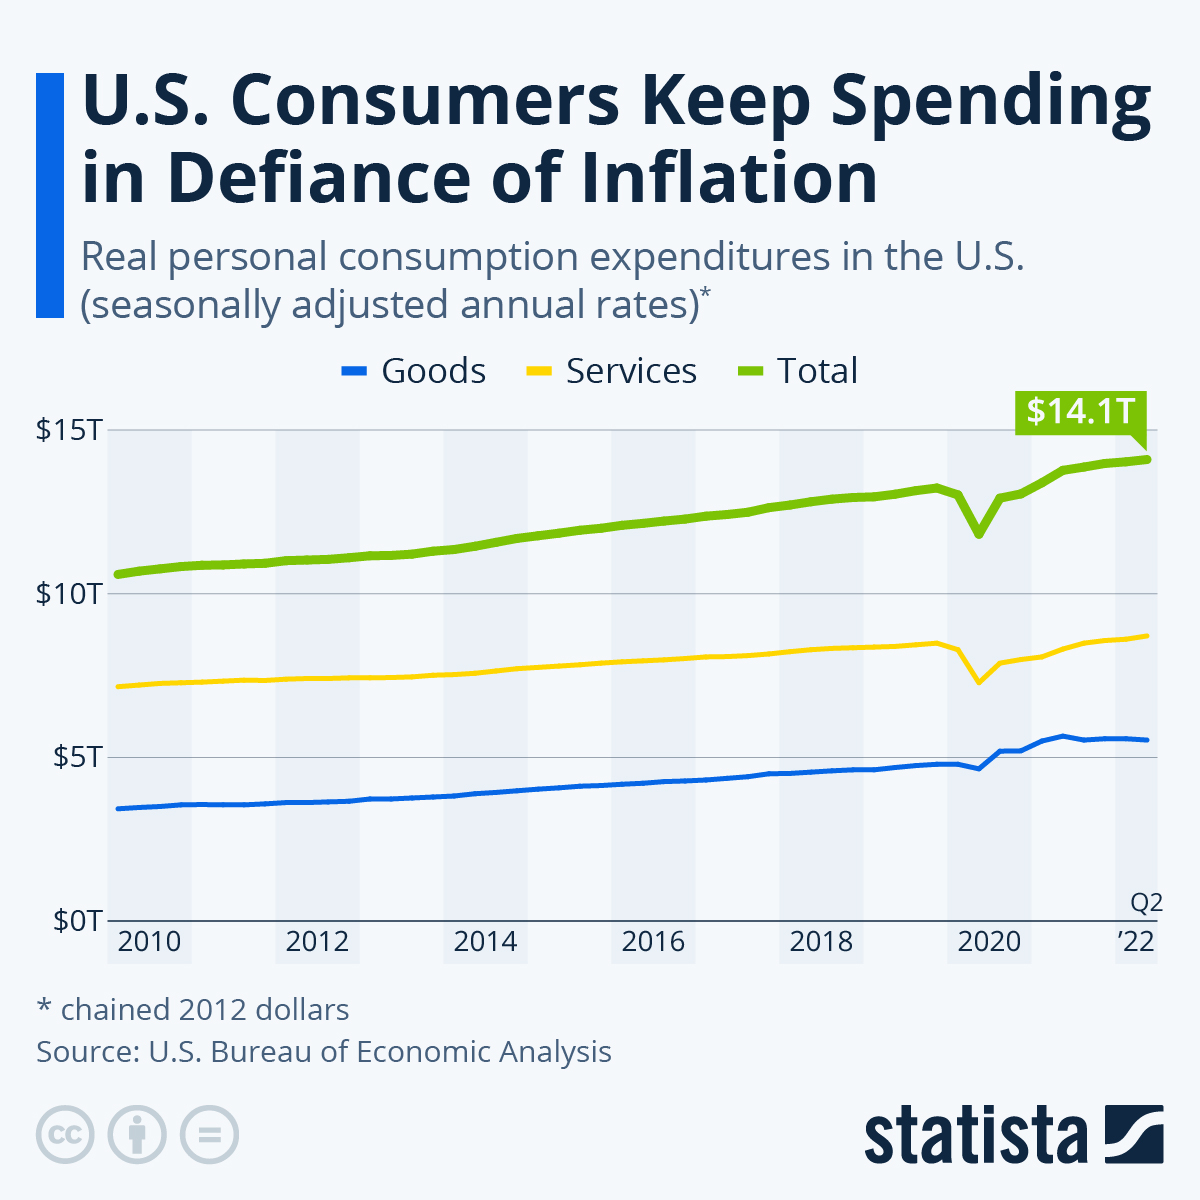 U.S. Consumers Keep Spending
in Defiance of Inflation
Real personal consumption expenditures in the U.S.
(seasonally adjusted annual rates)*
Goods Services Total
$14.1T
$15T
$10T
$5T
$0T
Q2
2010 2012 2014 2016 2018 2020 ’22
* chained 2012 dollars
Source: U.S. Bureau of Economic Analysis
cc
statista